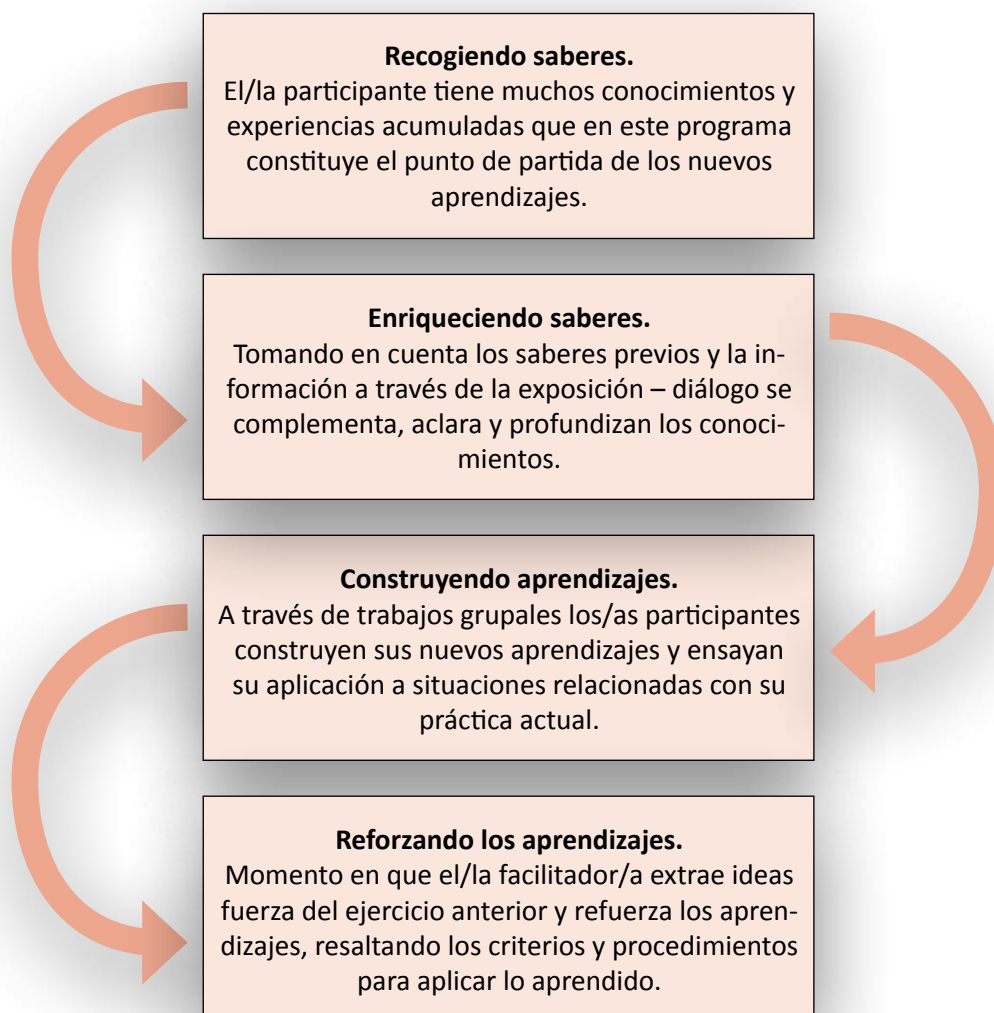 Recogiendo saberes.
El/la participante tiene muchos conocimientos y
experiencias acumuladas que en este programa
constituye el punto de partida de los nuevos
aprendizajes.
Enriqueciendo saberes.
Tomando en cuenta los saberes previos y la in-
formación a través de la exposición – diálogo se
complementa, aclara y profundizan los conoci-
mientos.
Construyendo aprendizajes.
A través de trabajos grupales los/as participantes
construyen sus nuevos aprendizajes y ensayan
su aplicación a situaciones relacionadas con su
práctica actual.
Reforzando los aprendizajes.
Momento en que el/la facilitador/a extrae ideas
fuerza del ejercicio anterior y refuerza los apren-
dizajes, resaltando los criterios y procedimientos
para aplicar lo aprendido.